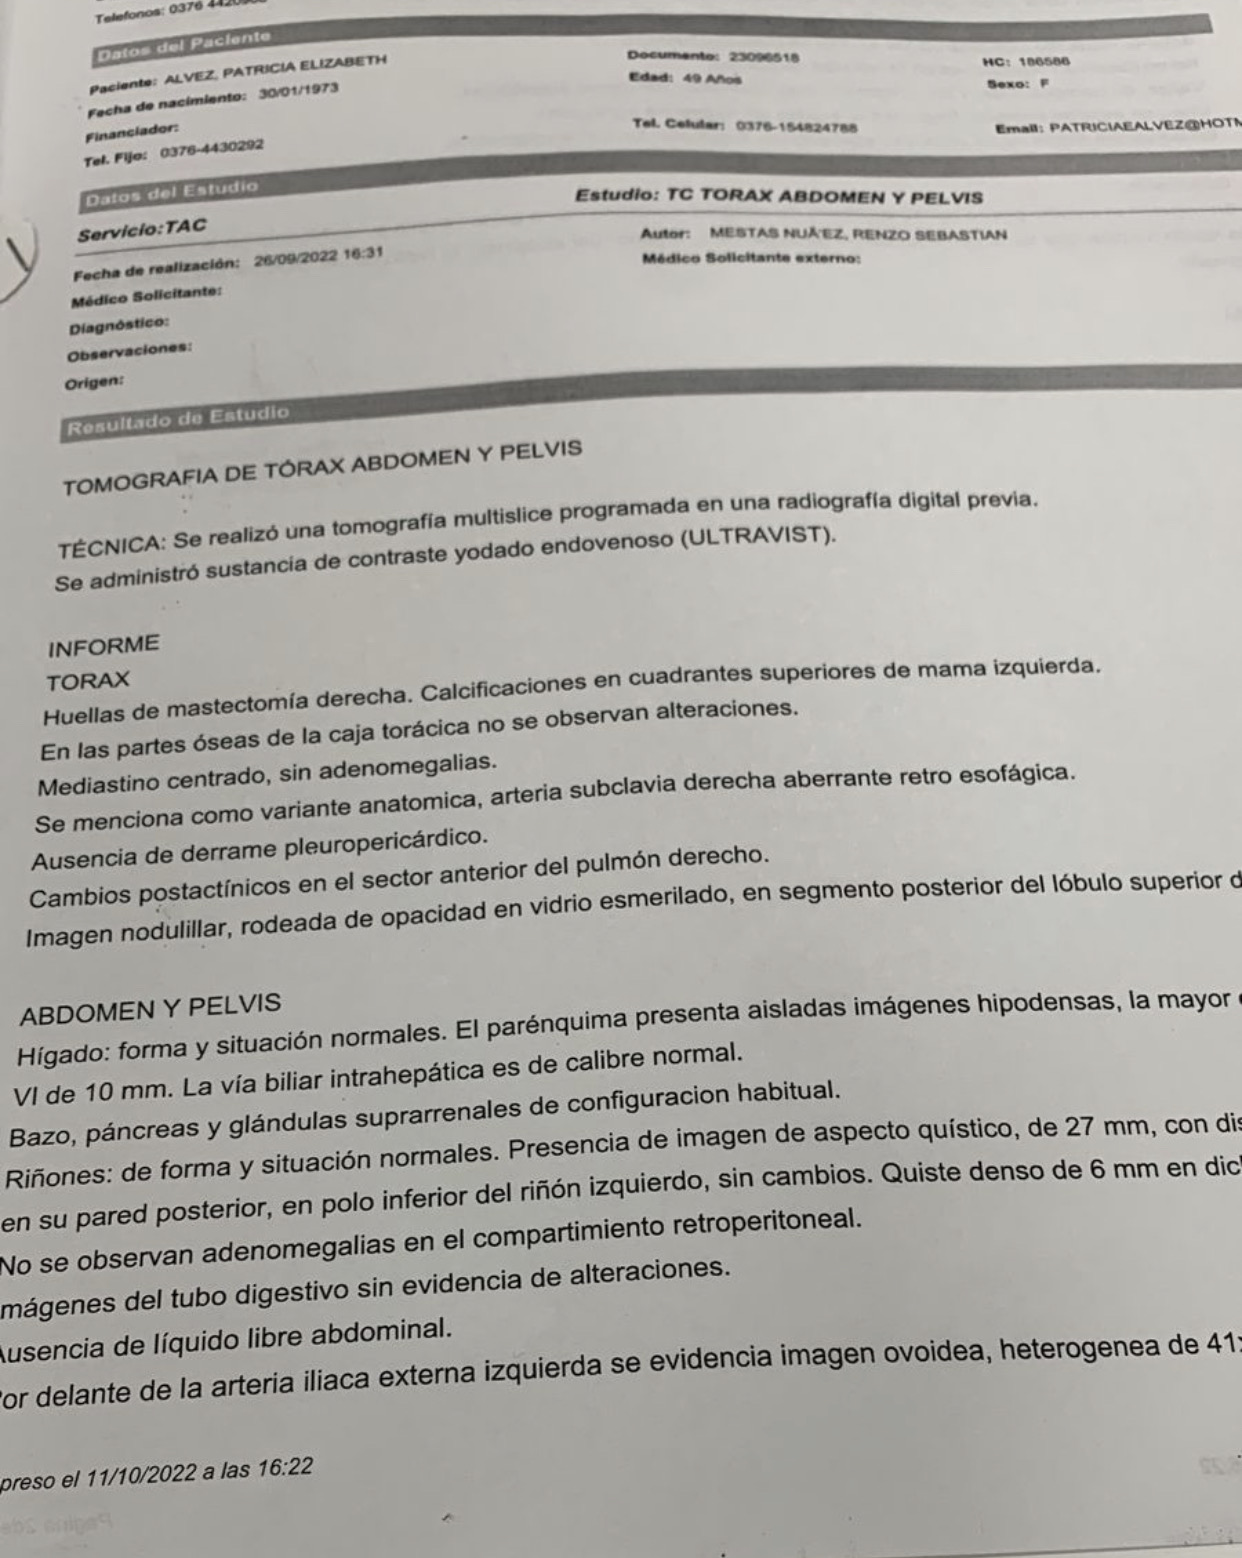 Telefonos: 0376
Datos del Paciente
Paciente: ALVEZ, PATRICIA ELIZABETH
Documento: 23096518
HC: 186586
Fecha de nacimiento: 30/01/1973
Edad: 49 Años
Sexo: F
Financiador:
Tel. Fijo: 0376-4430292
Tel. Celular: 0376-154824788
Email: PATRICIAEALVEZ@HOTM
Datos del Estudio
Servicio:TAC
Estudio: TC TORAX ABDOMEN Y PELVIS
Fecha de realización: 26/09/2022 16:31
Autor: MESTAS NUÃ'EZ, RENZO SEBASTIAN
Médico Solicitante:
Médico Solicitante externo:
Diagnóstico:
Observaciones:
Origen:
Resultado de Estudio
TOMOGRAFIA DE TÓRAX ABDOMEN Y PELVIS
TÉCNICA: Se realizó una tomografía multislice programada en una radiografía digital previa.
Se administró sustancia de contraste yodado endovenoso (ULTRAVIST).
INFORME
TORAX
Huellas de mastectomía derecha. Calcificaciones en cuadrantes superiores de mama izquierda.
En las partes óseas de la caja torácica no se observan alteraciones.
Mediastino centrado, sin adenomegalias.
Se menciona como variante anatomica, arteria subclavia derecha aberrante retro esofágica.
Ausencia de derrame pleuropericárdico.
Cambios postactínicos en el sector anterior del pulmón derecho.
Imagen nodulillar, rodeada de opacidad en vidrio esmerilado, en segmento posterior del lóbulo superior d
ABDOMEN Y PELVIS
Hígado: forma y situación normales. El parénquima presenta aisladas imágenes hipodensas, la mayor
VI de 10 mm. La vía biliar intrahepática es de calibre normal.
Bazo, páncreas y glándulas suprarrenales de configuracion habitual.
Riñones: de forma y situación normales. Presencia de imagen de aspecto quístico, de 27 mm, con dis
en su pared posterior, en polo inferior del riñón izquierdo, sin cambios. Quiste denso de 6 mm en dic
No se observan adenomegalias en el compartimiento retroperitoneal.
mágenes del tubo digestivo sin evidencia de alteraciones.
Ausencia de líquido libre abdominal.
or delante de la arteria iliaca externa izquierda se evidencia imagen ovoidea, heterogenea de 41x
preso el 11/10/2022 a las 16:22